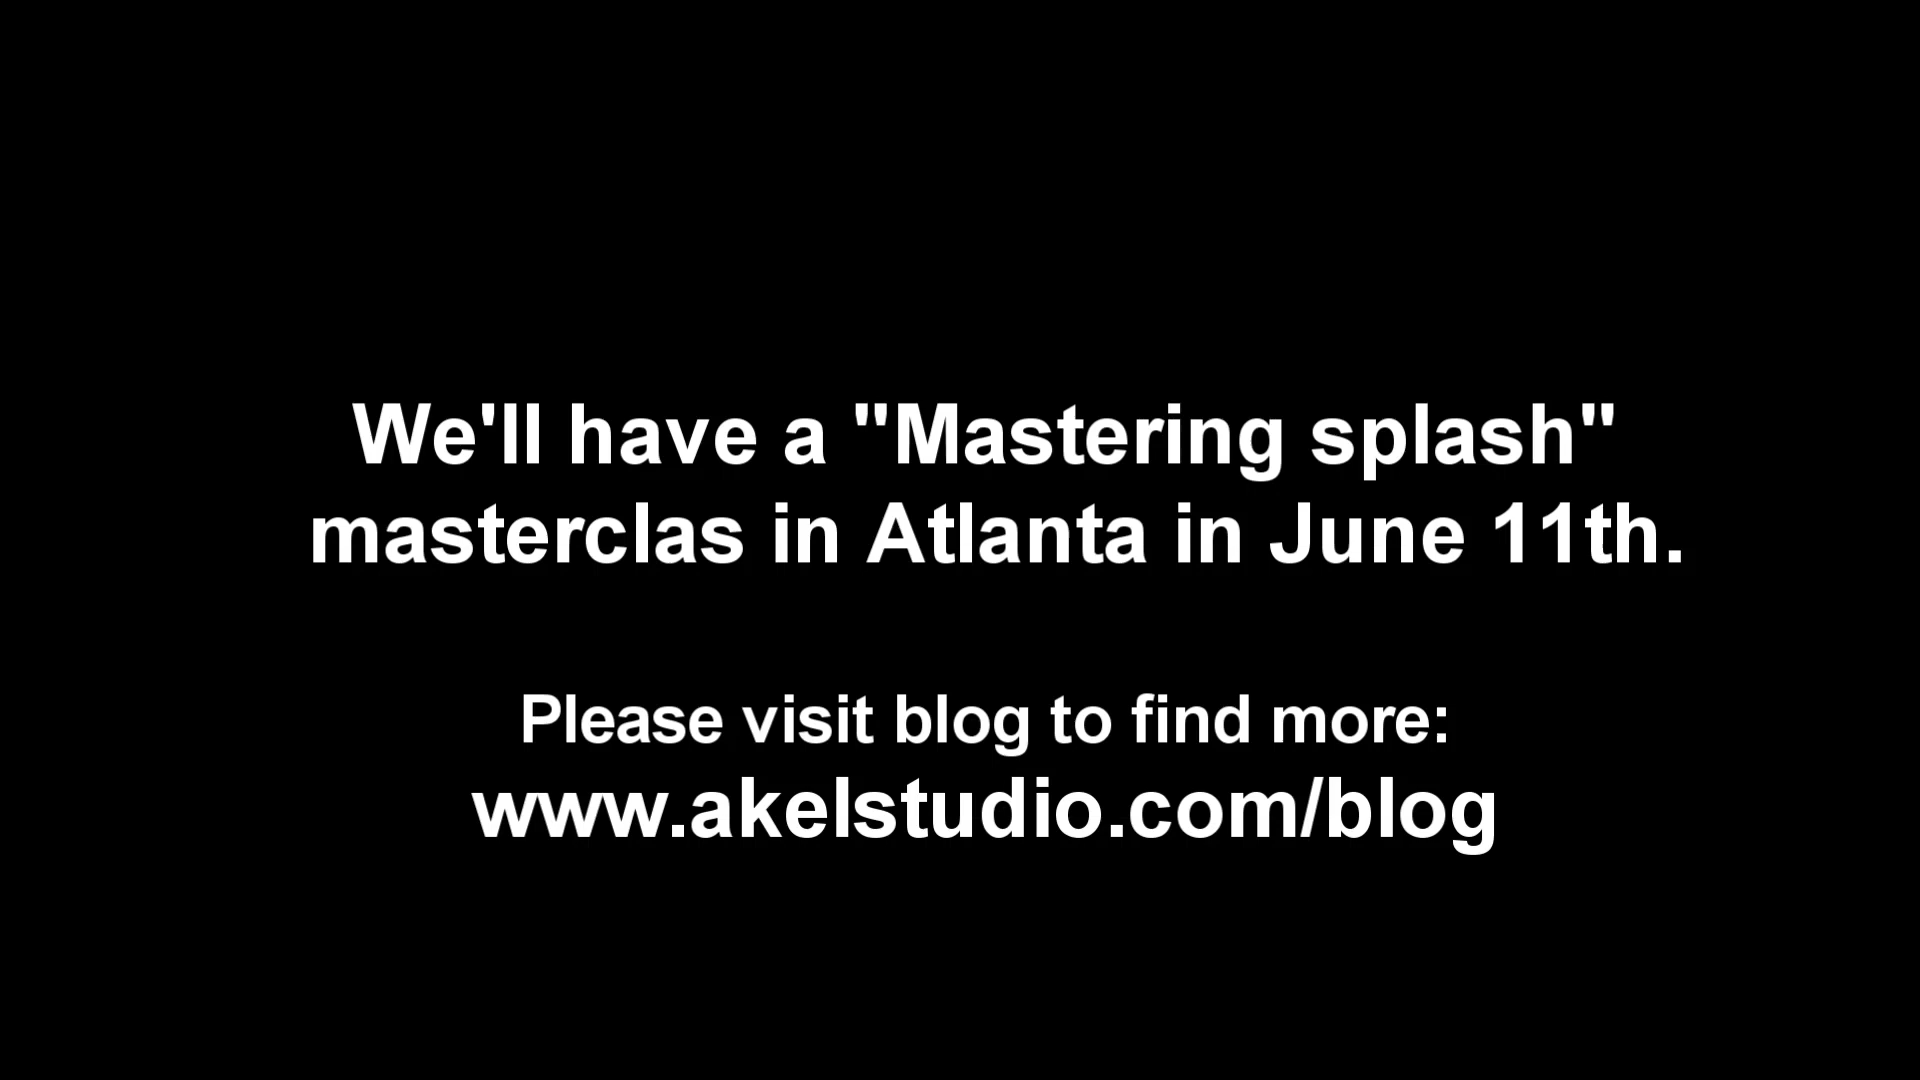 We'll have a "Mastering splash"
masterclas in Atlanta in June 11th.
Please visit blog to find more:
www.akelstudio.com/blog